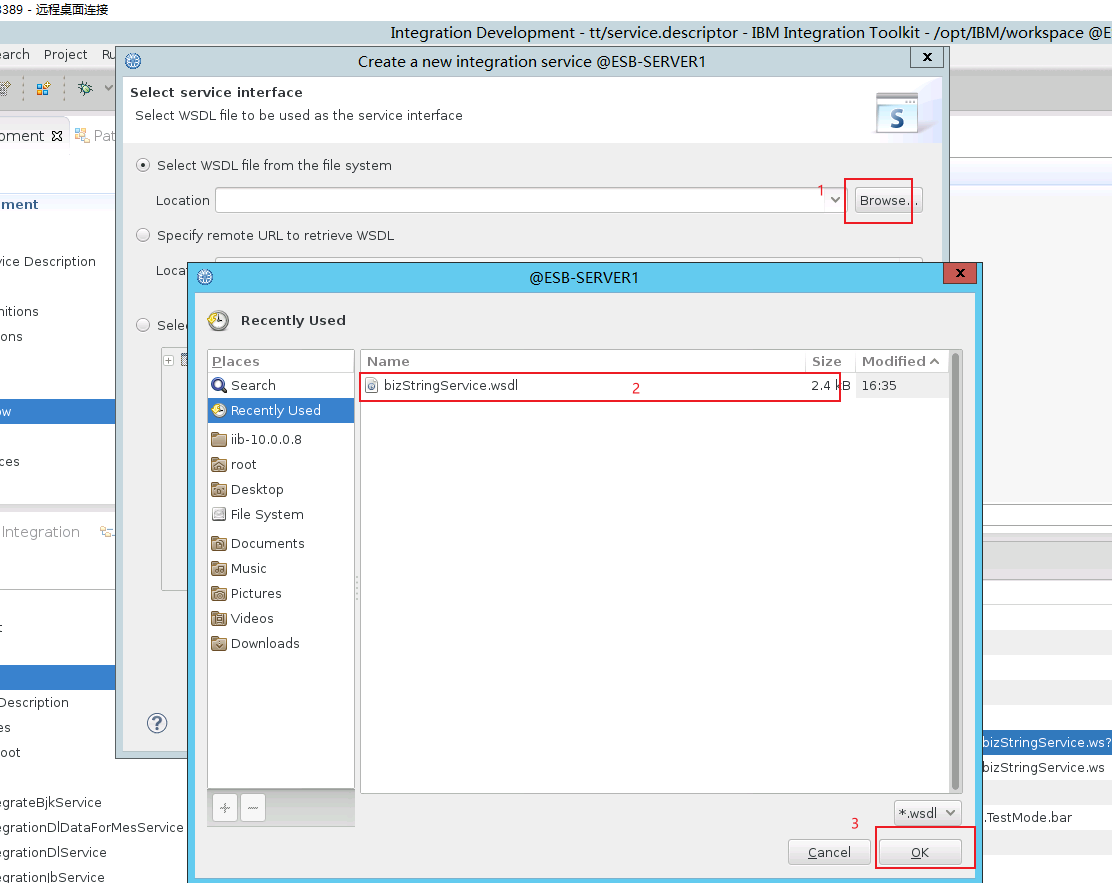 3389 - 远程桌面连接
Integration Development - tt/service.descriptor - IBM Integration Toolkit - /opt/IBM/workspace @E
earch Project Ru
Create a new integration service @ESB-SERVER1
x
Select service interface
Select WSDL file to be used as the service interface
S
opment
Pat
Select WSDL file from the file system
Location
1
Browse...
ment
Specify remote URL to retrieve WSDL
vice Description
Loca
@ESB-SERVER1
x
nitions
Recently Used
ons
Sele
Places
Name
Size
Modified
Search
bizStringService.wsdl
2
2.4 kB
16:35
ow
Recently Used
iib-10.0.0.8
ces
root
Desktop
File System
Integration
Documents
Music
Pictures
Videos
t
Downloads
Description
es
?
oot
bizStringService.ws?
bizStringService.ws
egrateBjkService
*.wsdl
.TestMode.bar
egrationDlDataForMesService
3
egrationDlService
Cancel
OK
egrationJbService